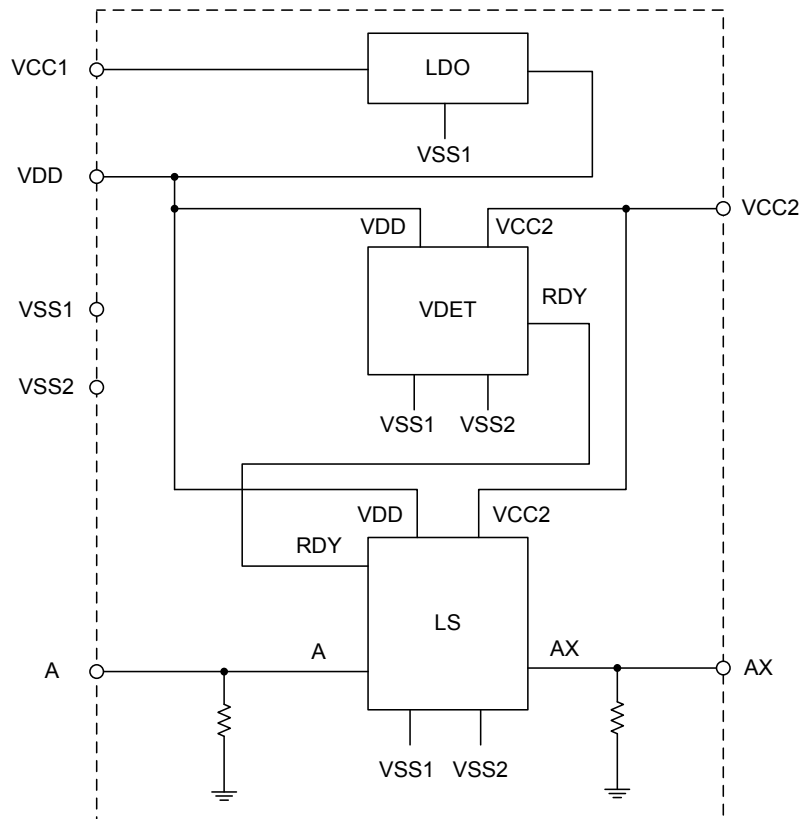 VCC1
LDO
VSS1
VDD
VCC2
VDD
VCC2
RDY
VDET
VSS1
VSS2
VSS1
VSS2
VDD
VCC2
RDY
LS
A
A
AX
AX
VSS1
VSS2